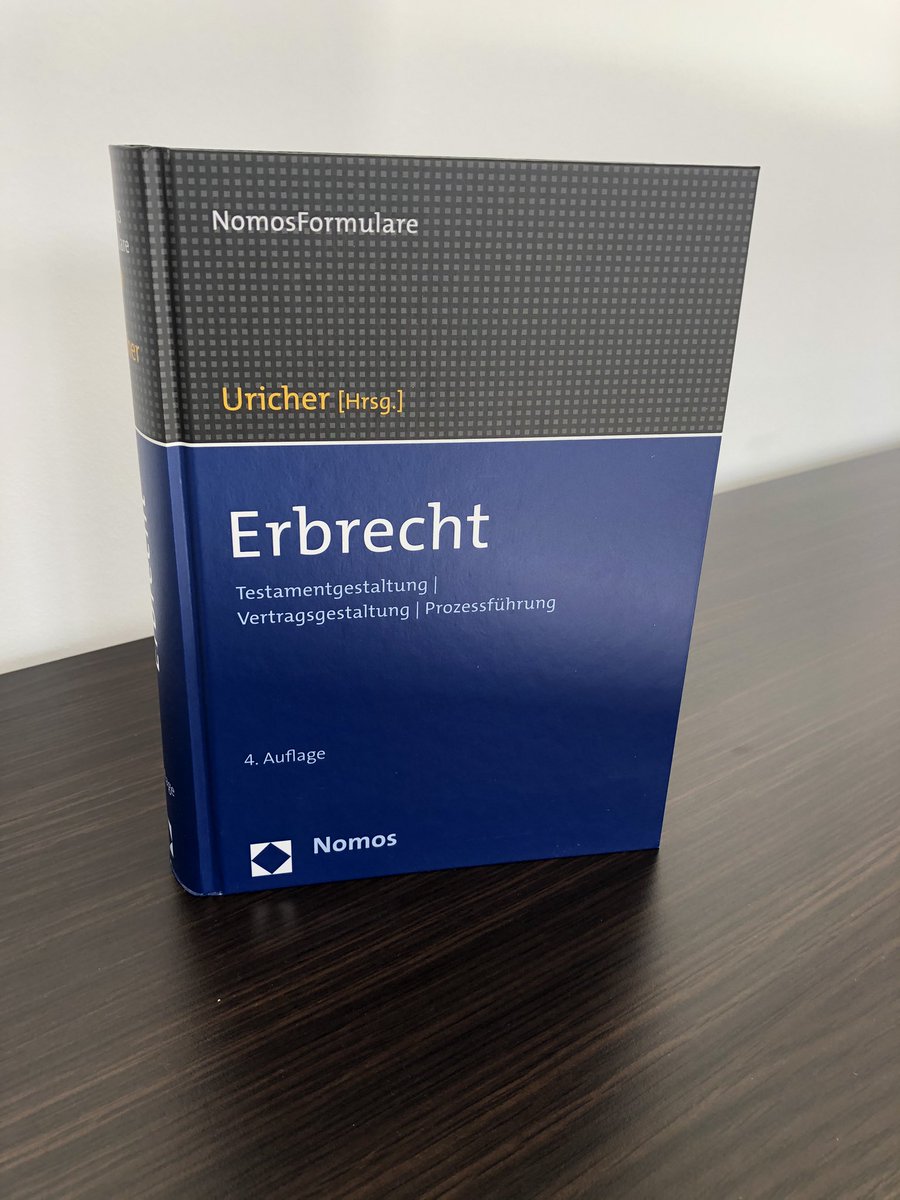 NomosFormulare
Uricher [Hrsg.]
Erbrecht
Testamentgestaltung |
Vertragsgestaltung | Prozessführung
4. Auflage
Nomos